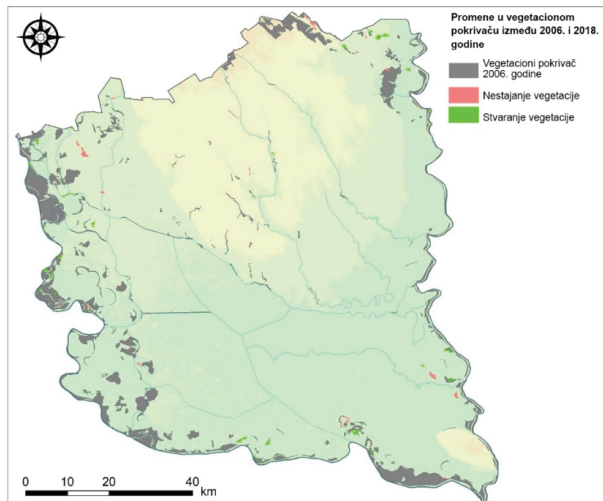 Promene u vegetacionom
pokrivaču između 2006. i 2018.
godine
Vegetacioni pokrivač
2006. godine
Nestajanje vegetacije
Stvaranje vegetacije
0 10 20 40
km